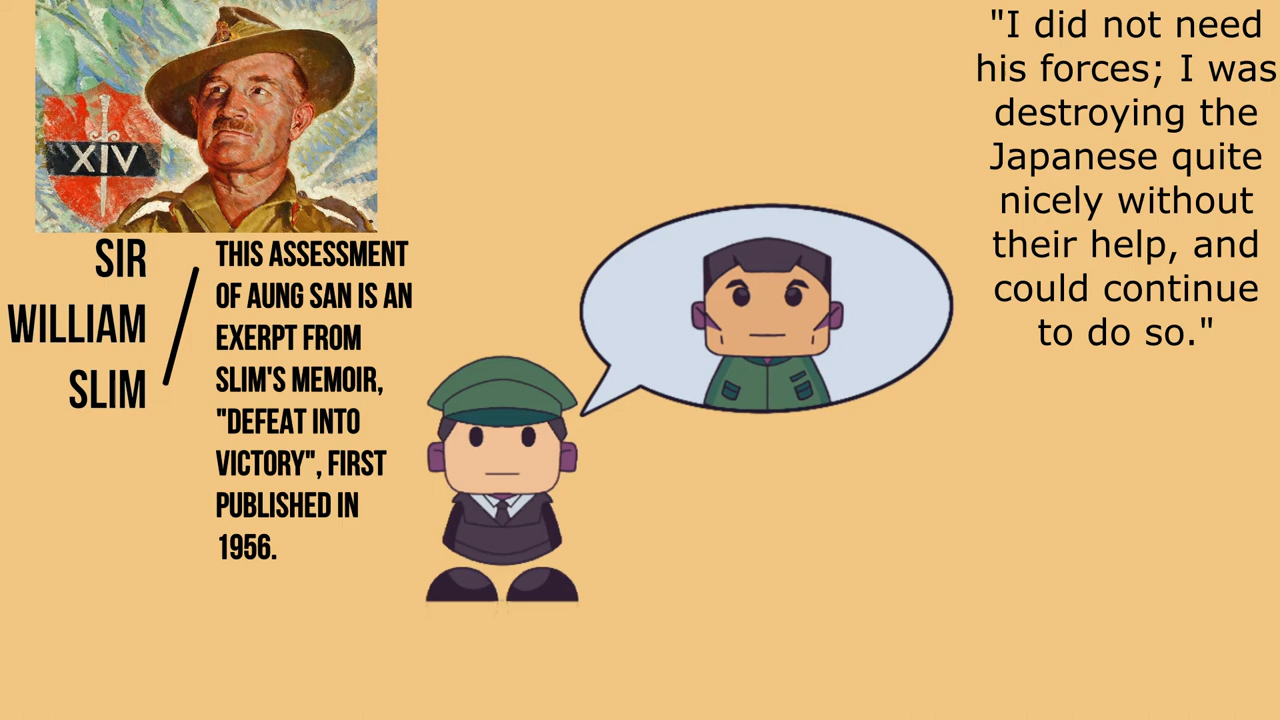 XIV
SIR
WILLIAM
SLIM
THIS ASSESSMENT
OF AUNG SAN IS AN
EXERPT FROM
SLIM'S MEMOIR,
"DEFEAT INTO
VICTORY", FIRST
PUBLISHED IN
1956.
"I did not need
his forces; I was
destroying the
Japanese quite
nicely without
their help, and
could continue
to do so."